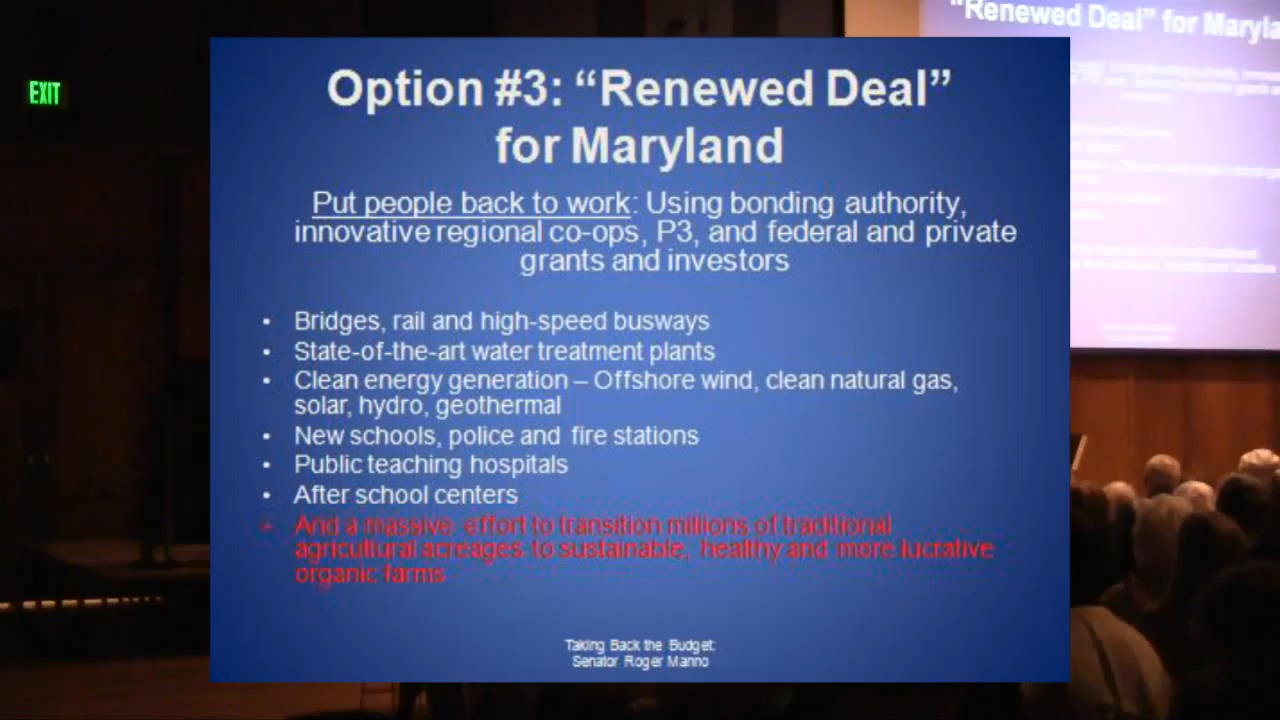 EXIT
"Renewed Deal" for Maryla
Option #3: “Renewed Deal”
for Maryland
Put people back to work: Using bonding authority,
innovative regional co-ops, P3, and federal and private
grants and investors
• Bridges, rail and high-speed busways
• State-of-the-art water treatment plants
• Clean energy generation – Offshore wind, clean natural gas,
solar, hydro, geothermal
• New schools, police and fire stations
• Public teaching hospitals
• After school centers
• And a massive effort to transition millions of traditional
agricultural acreages to sustainable, healthy and more lucrative
organic farms
Taking Back the Budget:
Senator Roger Manno